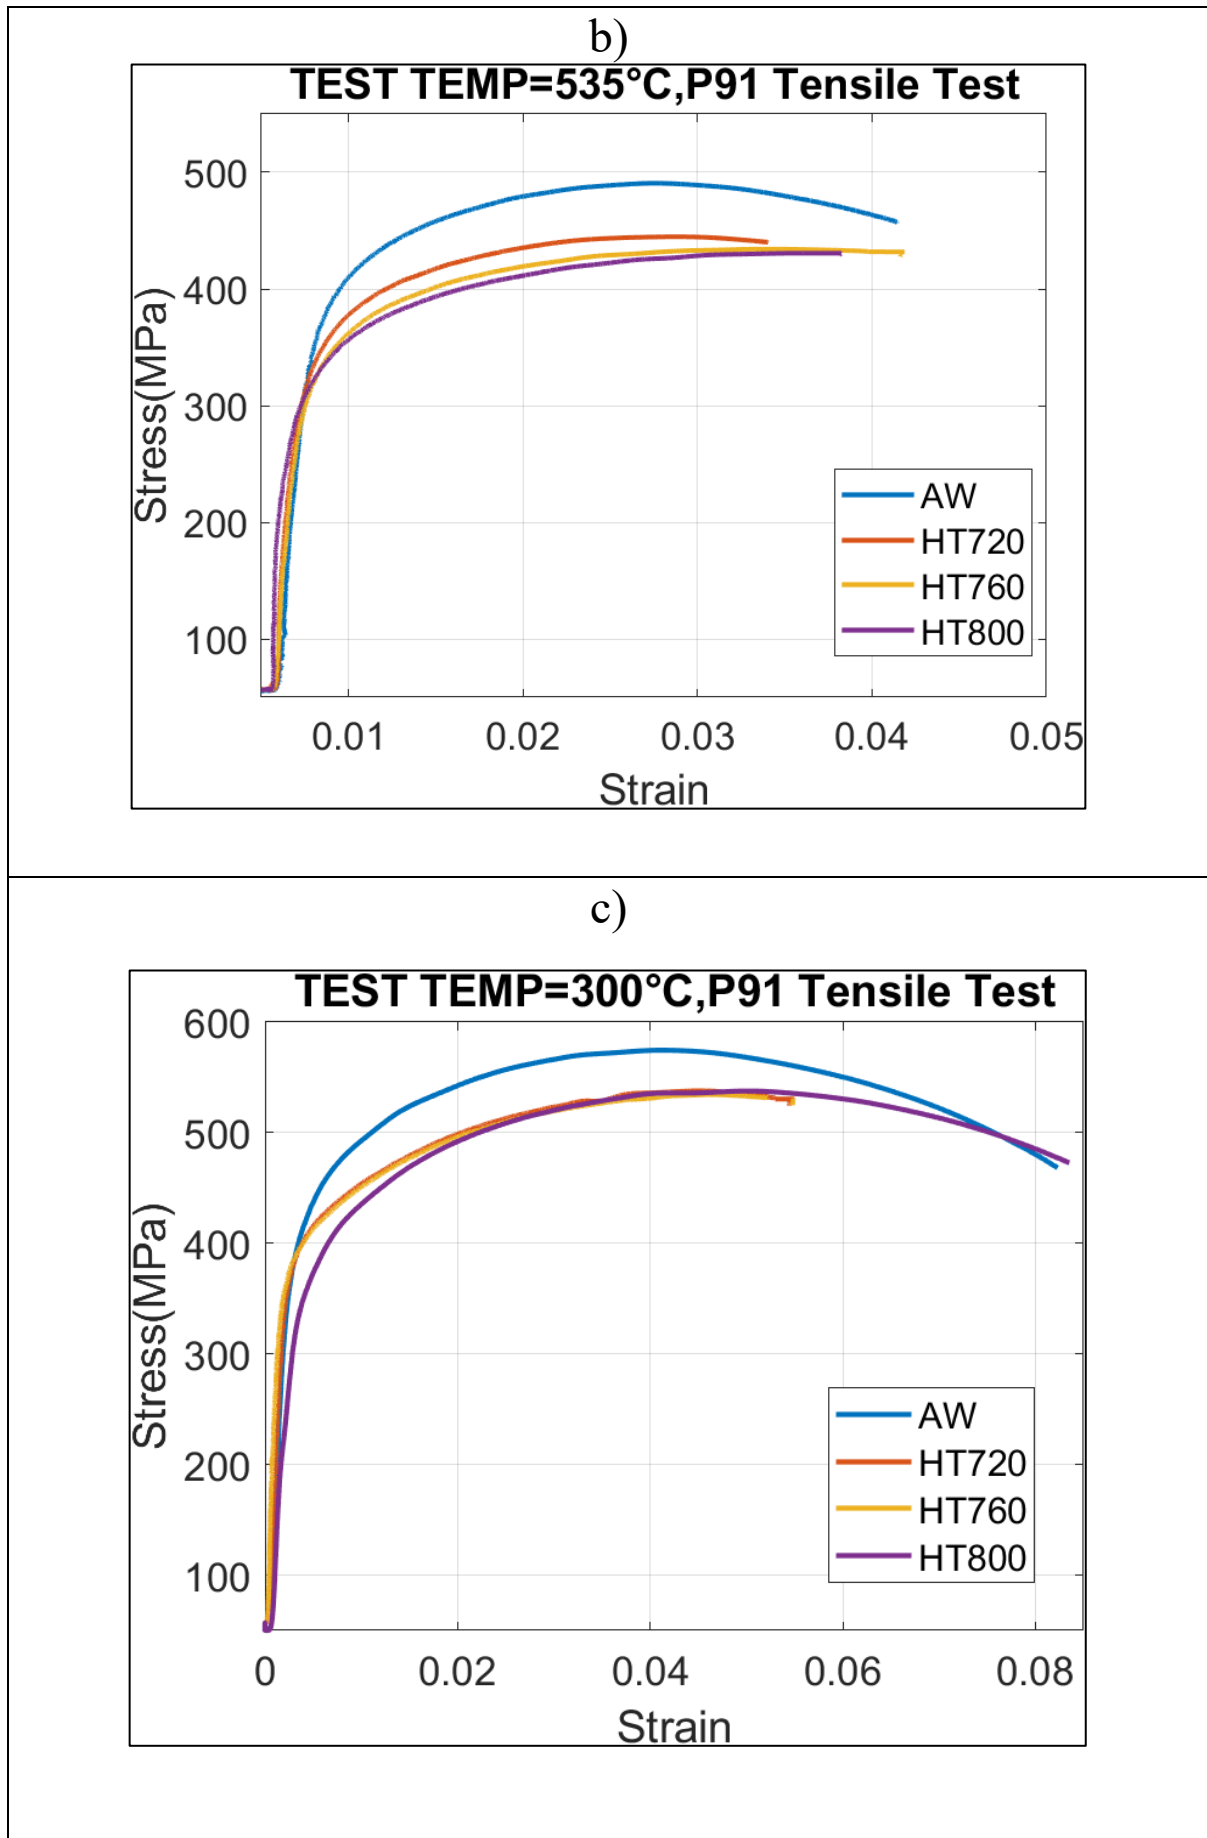 b)
TEST TEMP=535°C,P91 Tensile Test
500
400
300
200
100
Stress(MPa)
AW
HT720
HT760
HT800
0.01 0.02 0.03 0.04 0.05
Strain
c)
TEST TEMP=300°C,P91 Tensile Test
600
500
400
300
200
100
Stress(MPa)
AW
HT720
HT760
HT800
0 0.02 0.04 0.06 0.08
Strain